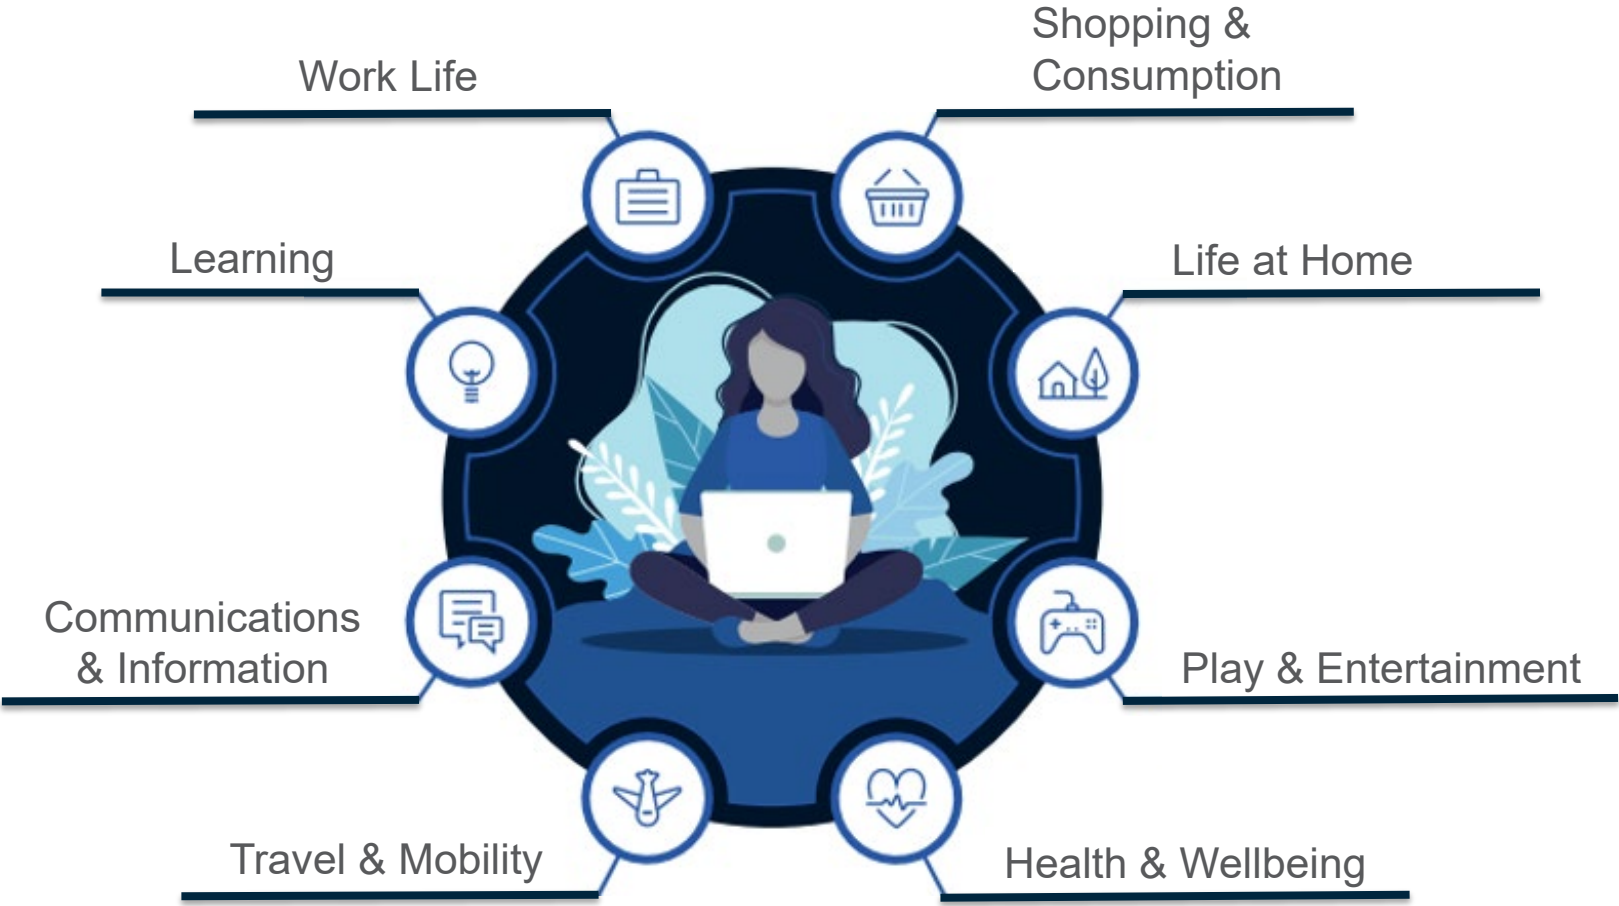 Work Life
Shopping &
Consumption
Learning
Life at Home
Communications
& Information
Play & Entertainment
Travel & Mobility
Health & Wellbeing